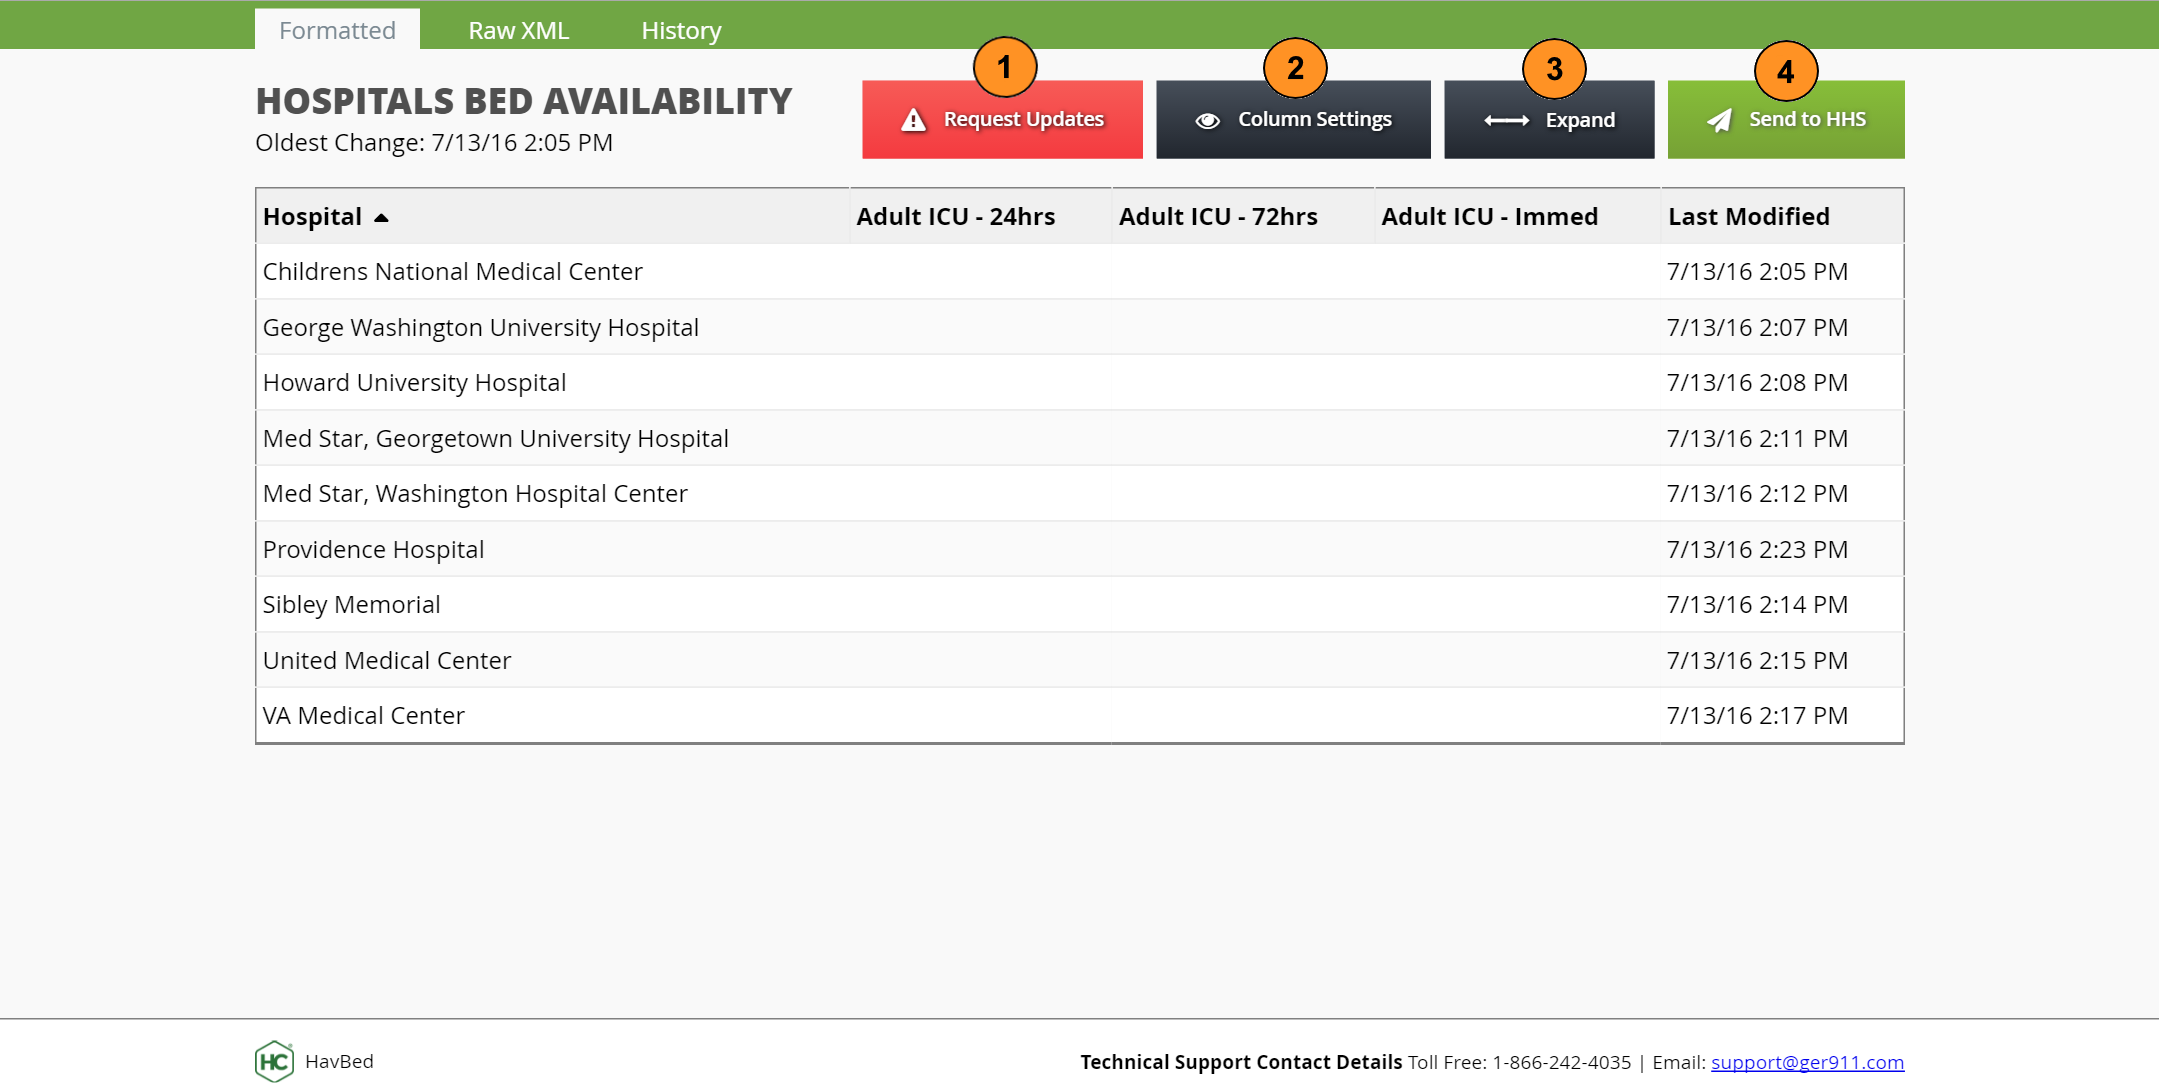 Formatted Raw XML History
1 2 3 4
HOSPITALS BED AVAILABILITY
Oldest Change: 7/13/16 2:05 PM
Request Updates Column Settings Expand Send to HHS
Hospital Adult ICU - 24hrs Adult ICU - 72hrs Adult ICU - Immed Last Modified
Childrens National Medical Center 7/13/16 2:05 PM
George Washington University Hospital 7/13/16 2:07 PM
Howard University Hospital 7/13/16 2:08 PM
Med Star, Georgetown University Hospital 7/13/16 2:11 PM
Med Star, Washington Hospital Center 7/13/16 2:12 PM
Providence Hospital 7/13/16 2:23 PM
Sibley Memorial 7/13/16 2:14 PM
United Medical Center 7/13/16 2:15 PM
VA Medical Center 7/13/16 2:17 PM
HC HavBed Technical Support Contact Details Toll Free: 1-866-242-4035 | Email: support@ger911.com